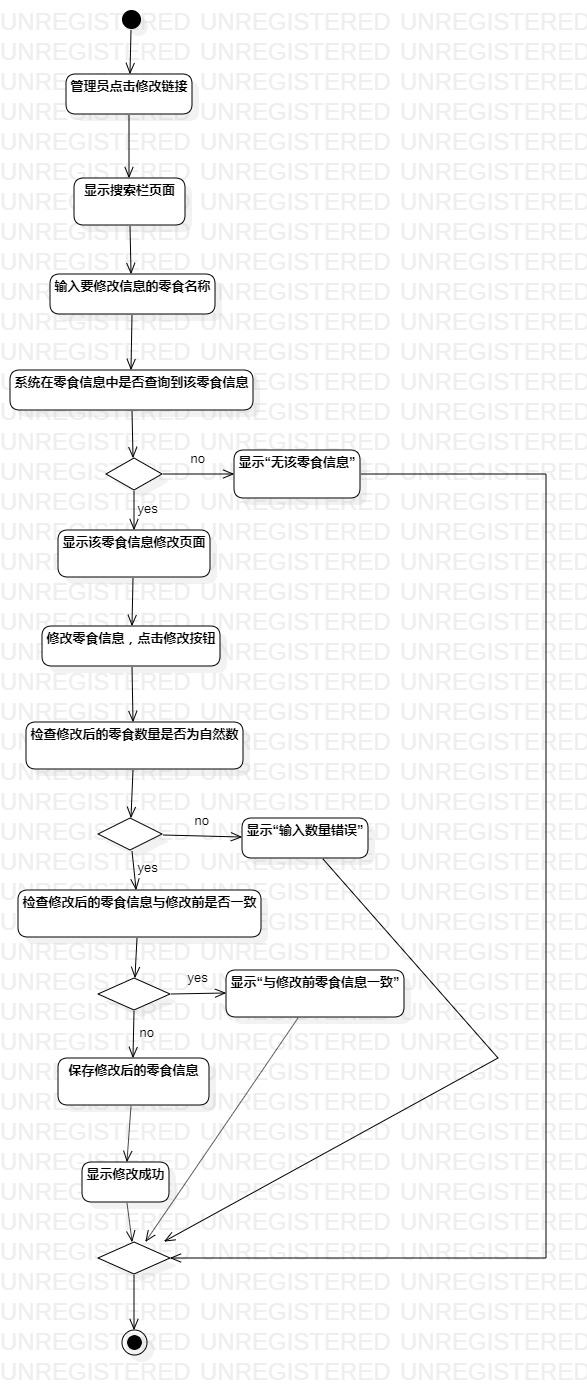 管理员点击修改链接
显示搜索栏页面
输入要修改信息的零食名称
系统在零食信息中是否查询到该零食信息
no
显示“无该零食信息”
yes
显示该零食信息修改页面
修改零食信息，点击修改按钮
检查修改后的零食数量是否为自然数
no
显示“输入数量错误”
yes
检查修改后的零食信息与修改前是否一致
yes
显示“与修改前零食信息一致”
no
保存修改后的零食信息
显示修改成功
UNREGISTERED